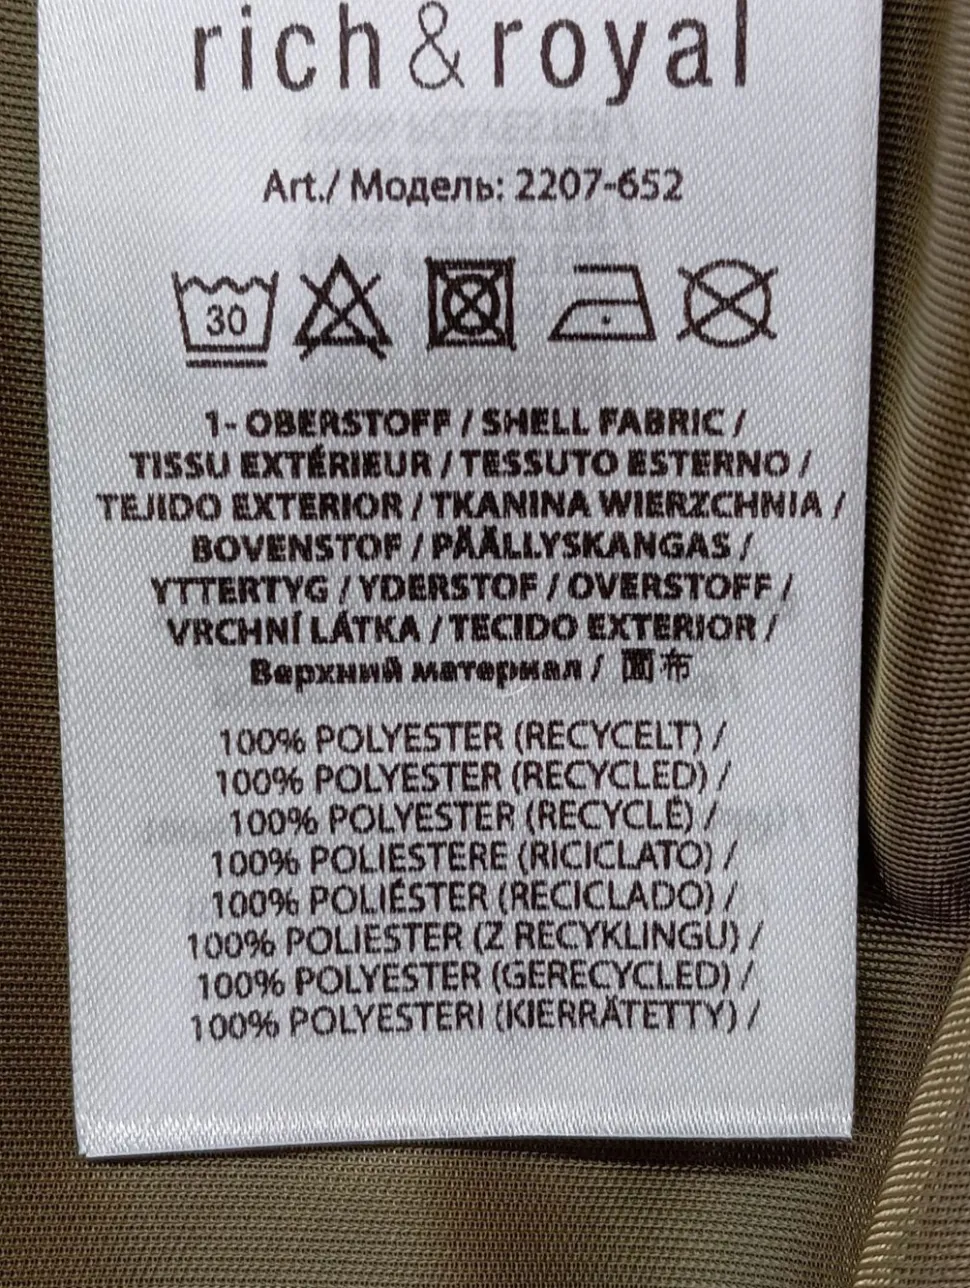 rich&royal
Art./ Модель: 2207-652
30
1- OBERSTOFF / SHELL FABRIC /
TISSU EXTÉRIEUR / TESSUTO ESTERNO /
TEJIDO EXTERIOR / TKANINA WIERZCHNIA /
BOVENSTOF / PÄÄLLYSKANGAS /
YTTERTYG / YDERSTOF / OVERSTOFF /
VRCHNÍ LÁTKA / TECIDO EXTERIOR /
Верхний материал / 面布
100% POLYESTER (RECYCELT) /
100% POLYESTER (RECYCLED) /
100% POLYESTER (RECYCLÉ) /
100% POLIESTERE (RICICLATO) /
100% POLIÉSTER (RECICLADO) /
100% POLIESTER (Z RECYKLINGU) /
100% POLYESTER (GERECYCLED) /
100% POLYESTERI (KIERRÄTETTY) /